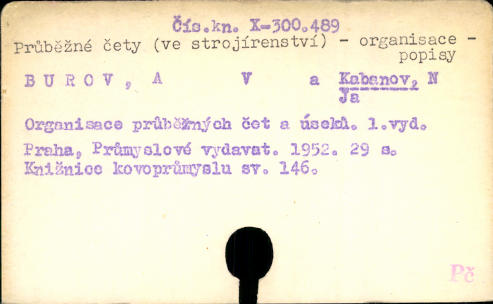 Čís.kn. X-300.489
Průběžné čety (ve strojírenství) - organisace -
popisy
BUROV, A V a Kabanov, N
Ja
Organisace průběžných čet a úseků. 1.vyd.
Praha, Průmyslové vydavat. 1952. 29 s.
Knižnice kovoprůmyslu sv. 146.
Pč